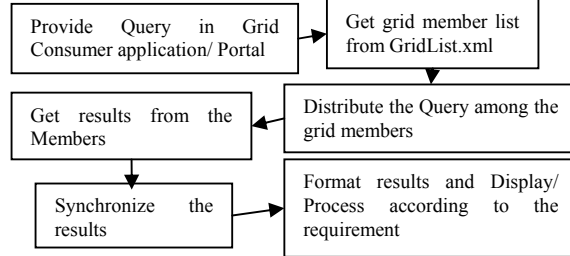 Provide Query in Grid
Consumer application/ Portal
Get grid member list
from GridList.xml
Distribute the Query among the
grid members
Get results from the
Members
Synchronize the
results
Format results and Display/
Process according to the
requirement